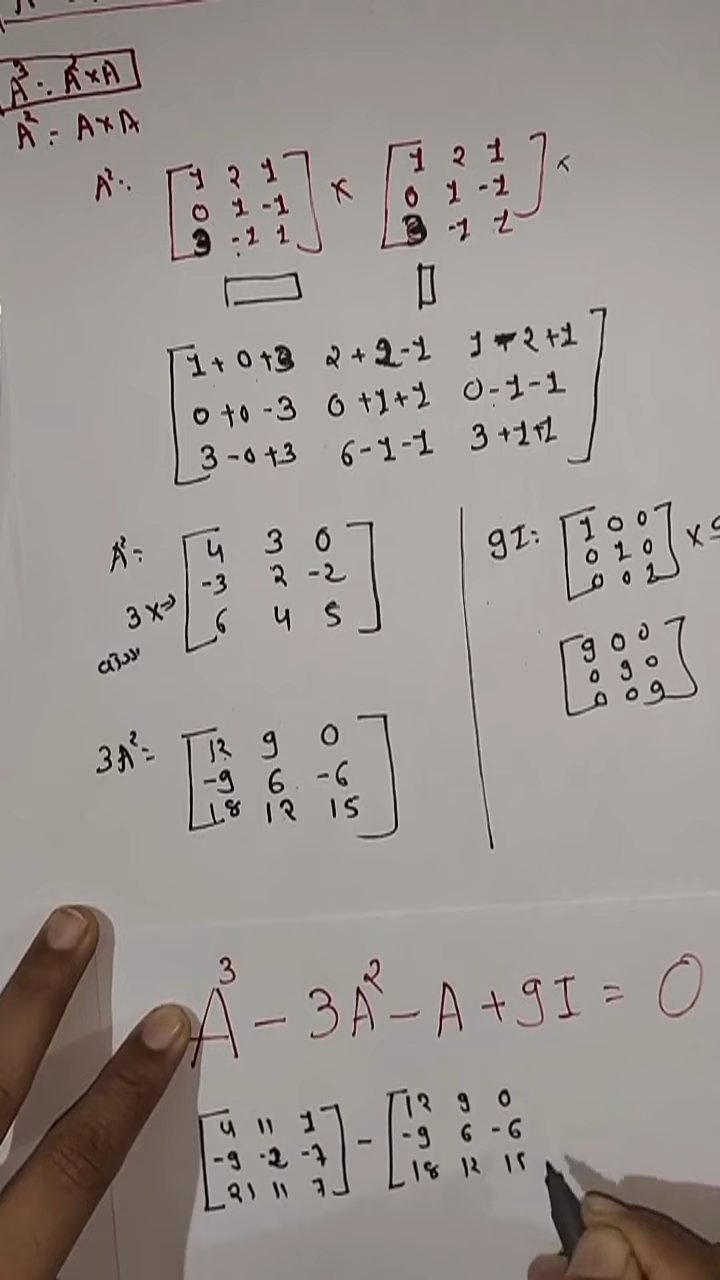 A³ = A² × A
A² = A × A
A² = [ 1 2 1 ] × [ 1 2 1 ] ×
0 1 -1   0 1 -1
3 -1 1   3 -1 1
1+0+3   2+2-1   1-2+1
0+0-3   0+1+1   0-1-1
3-0+3   6-1-1   3+1+1
A² = [ 4 3 0 ]
-3 2 -2
3× → 6 4 5
9I: [ 1 0 0 ] ×
0 1 0
0 0 1
9 0 0
0 9 0
0 0 9
3A² = [ 12 9 0 ]
-9 6 -6
18 12 15
A³ - 3A² - A + 9I = 0
[ 4 11 1 ] - [ 12 9 0
-9 -2 -7   -9 6 -6
21 11 7   18 12 15